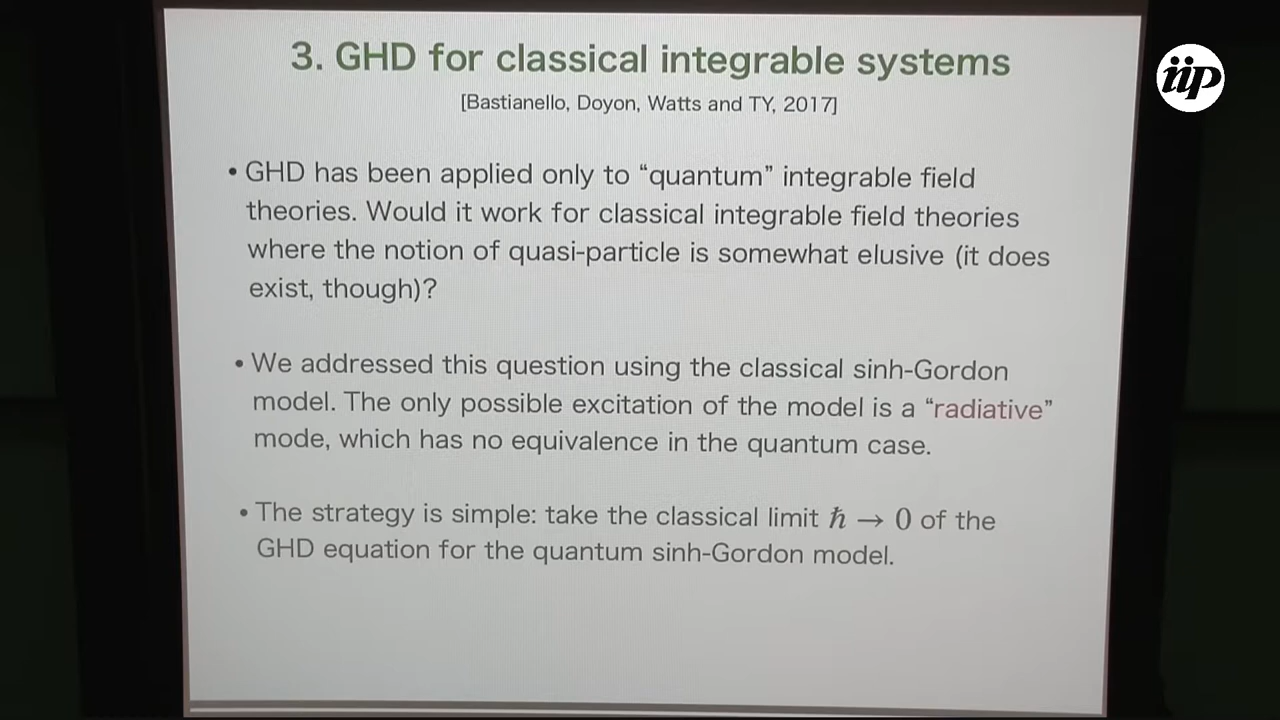 3. GHD for classical integrable systems
[Bastianello, Doyon, Watts and TY, 2017]
iip
• GHD has been applied only to “quantum” integrable field
theories. Would it work for classical integrable field theories
where the notion of quasi-particle is somewhat elusive (it does
exist, though)?
• We addressed this question using the classical sinh-Gordon
model. The only possible excitation of the model is a “radiative”
mode, which has no equivalence in the quantum case.
• The strategy is simple: take the classical limit ℏ → 0 of the
GHD equation for the quantum sinh-Gordon model.